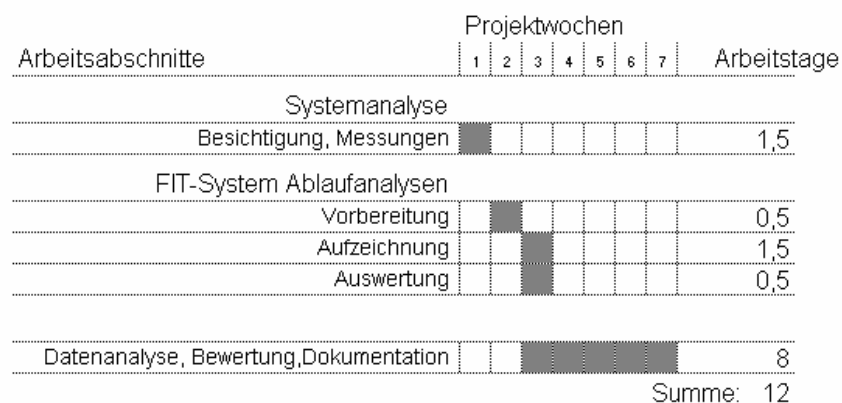 Projektwochen
Arbeitsabschnitte 1 2 3 4 5 6 7 Arbeitstage
Systemanalyse
Besichtigung, Messungen 1,5
FIT-System Ablaufanalysen
Vorbereitung 0,5
Aufzeichnung 1,5
Auswertung 0,5
Datenanalyse, Bewertung,Dokumentation 8
Summe: 12